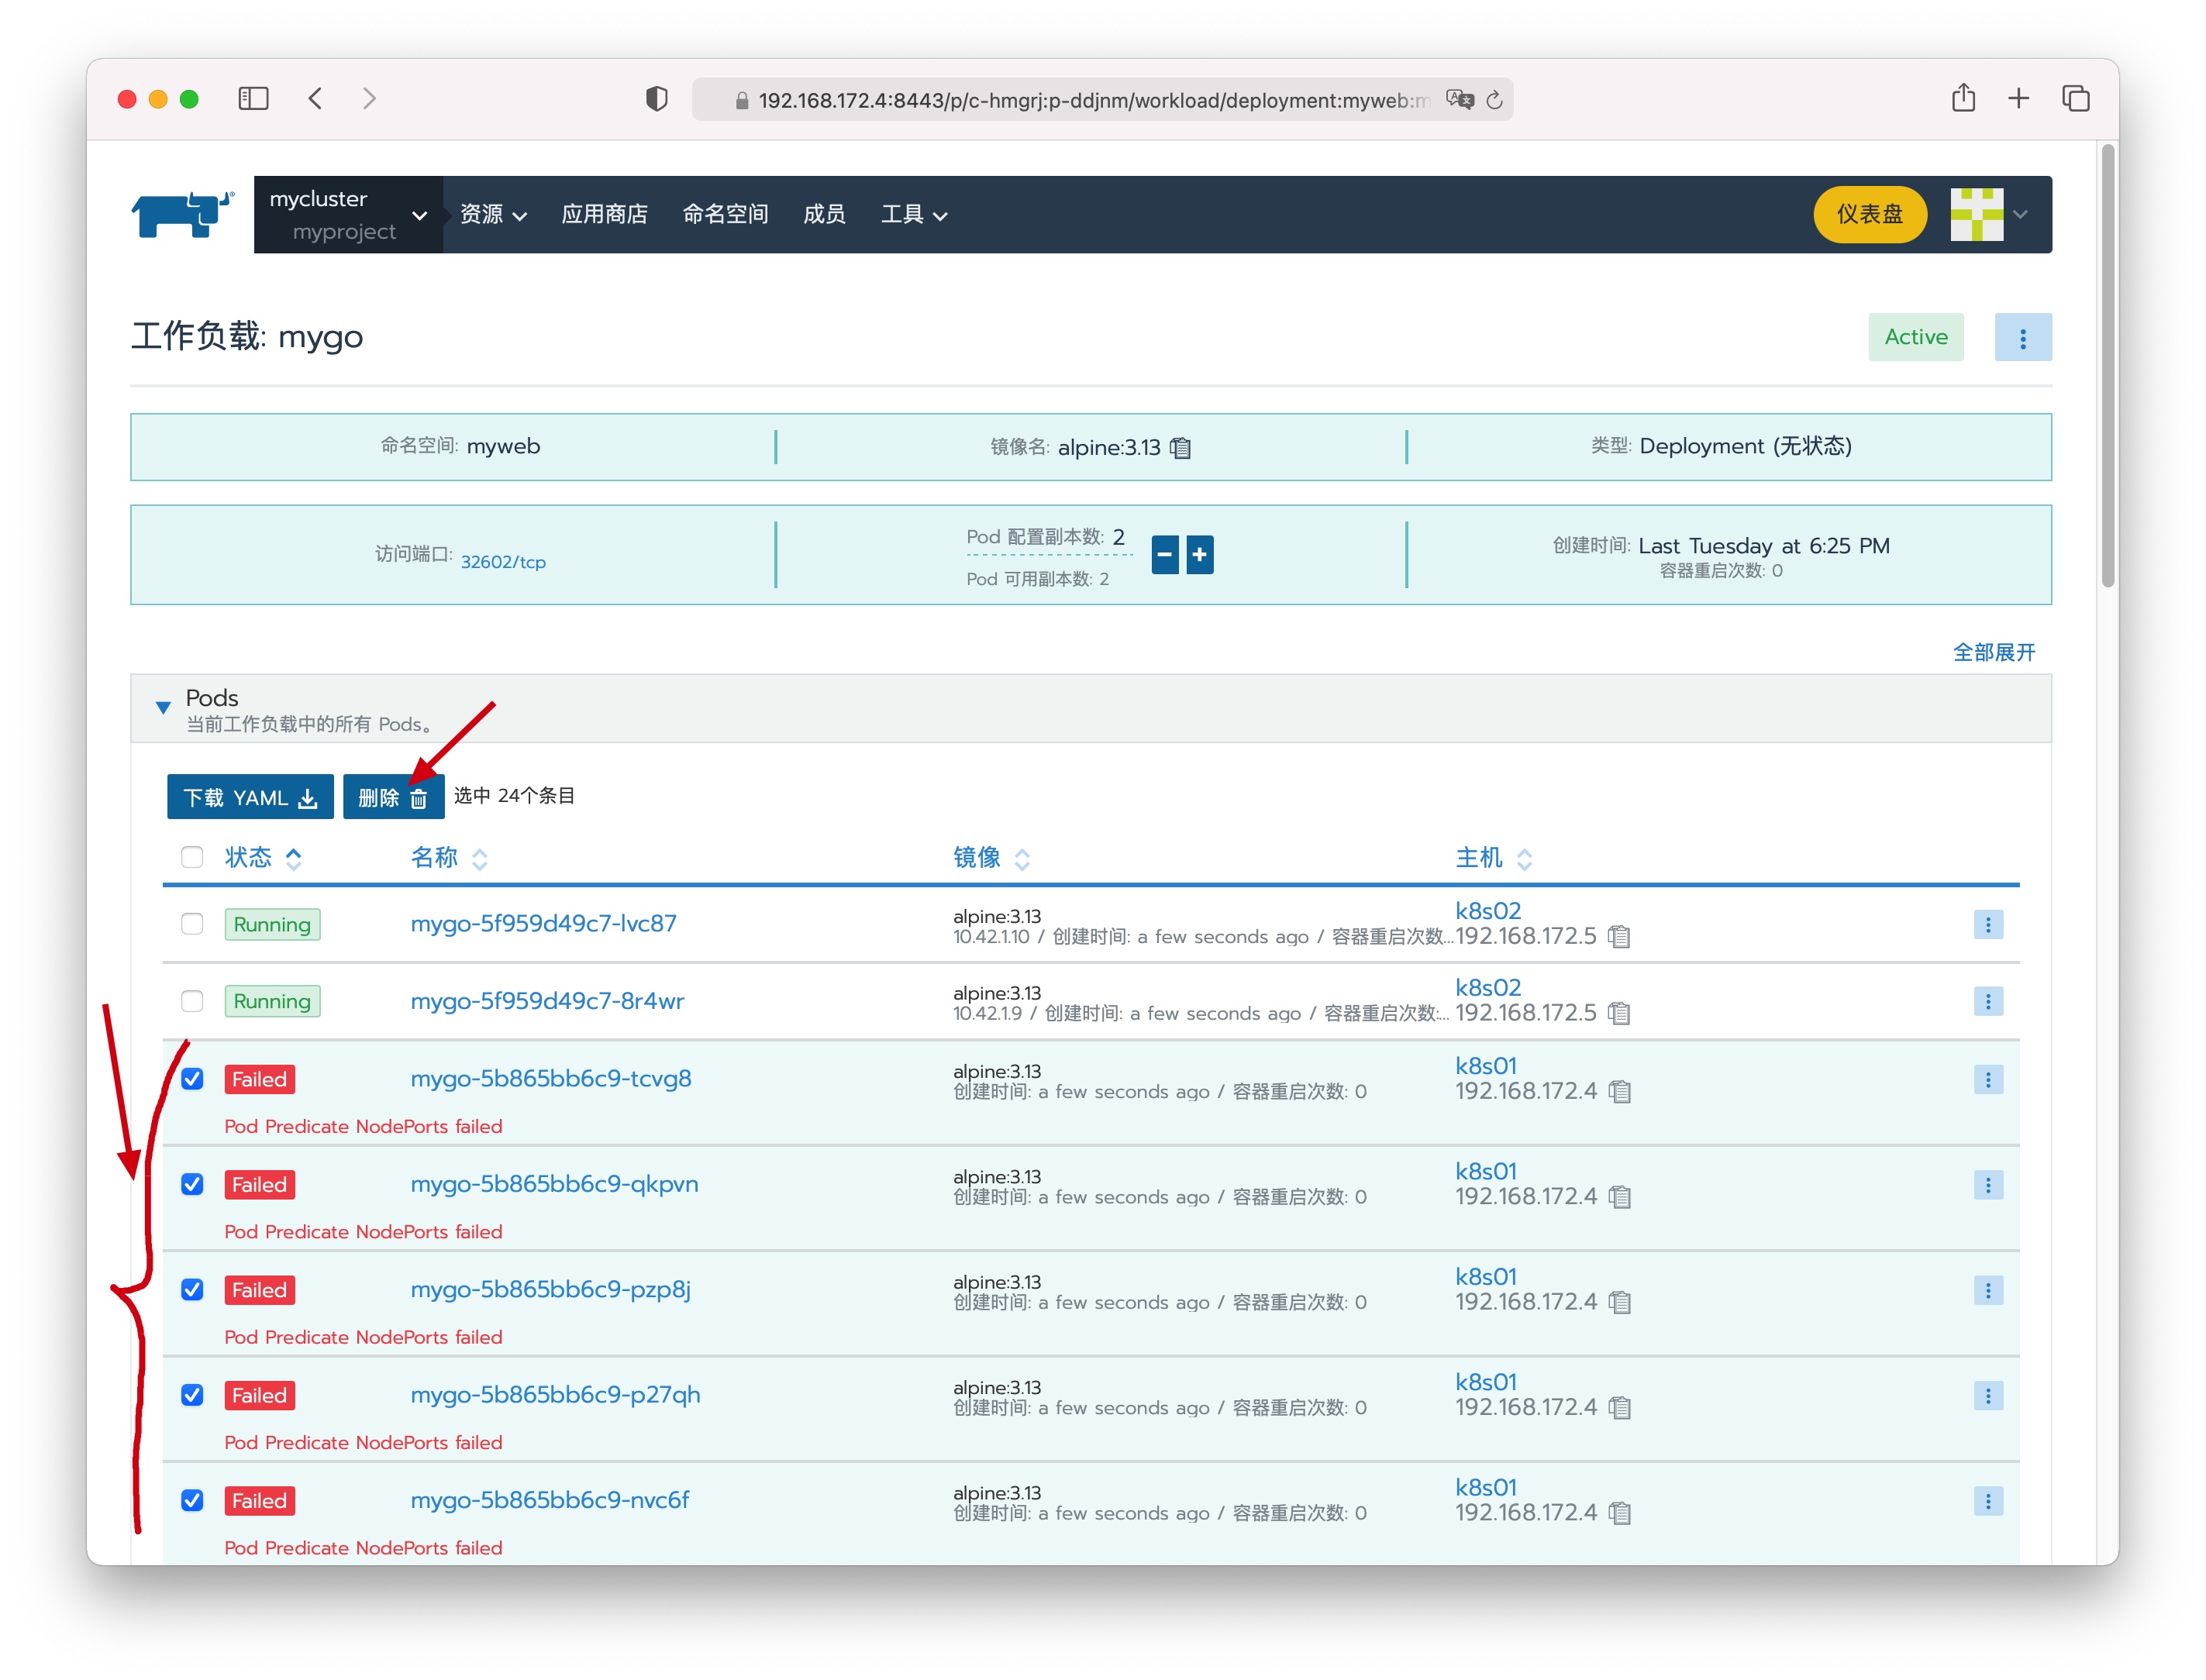 192.168.172.4:8443/p/c-hmgrj:p-ddjnm/workload/deployment:myweb:m
mycluster
myproject
资源
应用商店
命名空间
成员
工具
仪表盘
工作负载: mygo
Active
命名空间: myweb
镜像名: alpine:3.13
类型: Deployment (无状态)
访问端口: 32602/tcp
Pod 配置副本数: 2
Pod 可用副本数: 2
创建时间: Last Tuesday at 6:25 PM
容器重启次数: 0
全部展开
Pods
当前工作负载中的所有 Pods。
下载 YAML
删除
选中 24个条目
状态
名称
镜像
主机
Running
mygo-5f959d49c7-lvc87
alpine:3.13
10.42.1.10 / 创建时间: a few seconds ago / 容器重启次数...
k8s02
192.168.172.5
Running
mygo-5f959d49c7-8r4wr
alpine:3.13
10.42.1.9 / 创建时间: a few seconds ago / 容器重启次数:...
k8s02
192.168.172.5
Failed
mygo-5b865bb6c9-tcvg8
alpine:3.13
创建时间: a few seconds ago / 容器重启次数: 0
k8s01
192.168.172.4
Pod Predicate NodePorts failed
Failed
mygo-5b865bb6c9-qkpvn
alpine:3.13
创建时间: a few seconds ago / 容器重启次数: 0
k8s01
192.168.172.4
Pod Predicate NodePorts failed
Failed
mygo-5b865bb6c9-pzp8j
alpine:3.13
创建时间: a few seconds ago / 容器重启次数: 0
k8s01
192.168.172.4
Pod Predicate NodePorts failed
Failed
mygo-5b865bb6c9-p27qh
alpine:3.13
创建时间: a few seconds ago / 容器重启次数: 0
k8s01
192.168.172.4
Pod Predicate NodePorts failed
Failed
mygo-5b865bb6c9-nvc6f
alpine:3.13
创建时间: a few seconds ago / 容器重启次数: 0
k8s01
192.168.172.4
Pod Predicate NodePorts failed